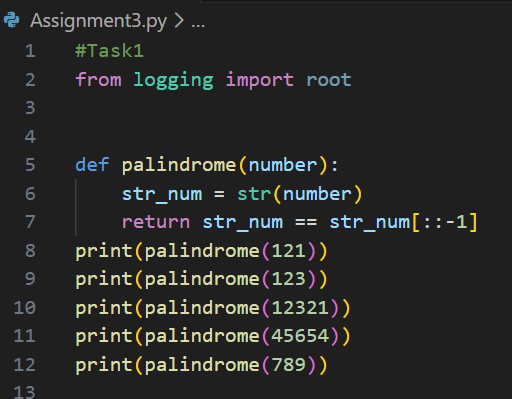 Assignment3.py > ...
1 #Task1
2 from logging import root
3
4
5 def palindrome(number):
6     str_num = str(number)
7     return str_num == str_num[::-1]
8 print(palindrome(121))
9 print(palindrome(123))
10 print(palindrome(12321))
11 print(palindrome(45654))
12 print(palindrome(789))
13